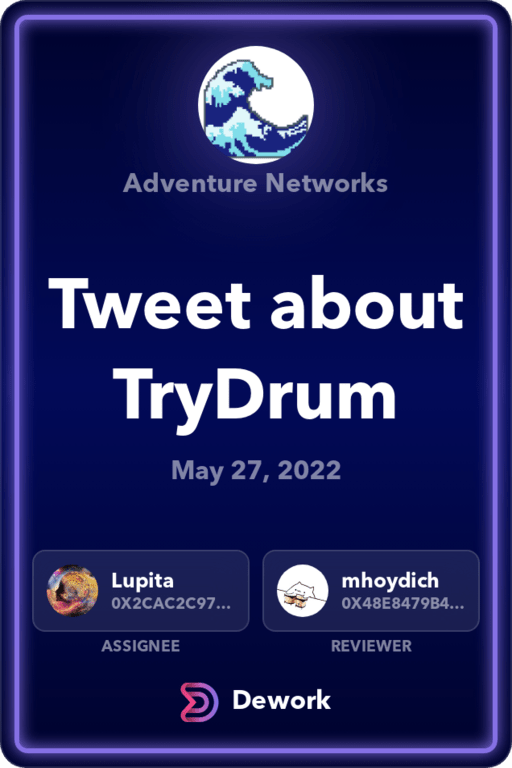 Adventure Networks
Tweet about
TryDrum
May 27, 2022
Lupita
0X2CAC2C97...
ASSIGNEE
mhoydich
0X48E8479B4...
REVIEWER
Dework